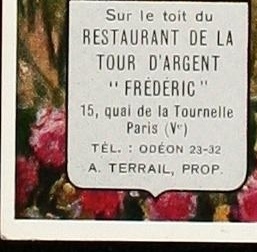 Sur le toit du
RESTAURANT DE LA
TOUR D'ARGENT
"FRÉDÉRIC"
15, quai de la Tournelle
Paris (Ve)
TÉL. : ODÉON 23-32
A. TERRAIL, PROP.